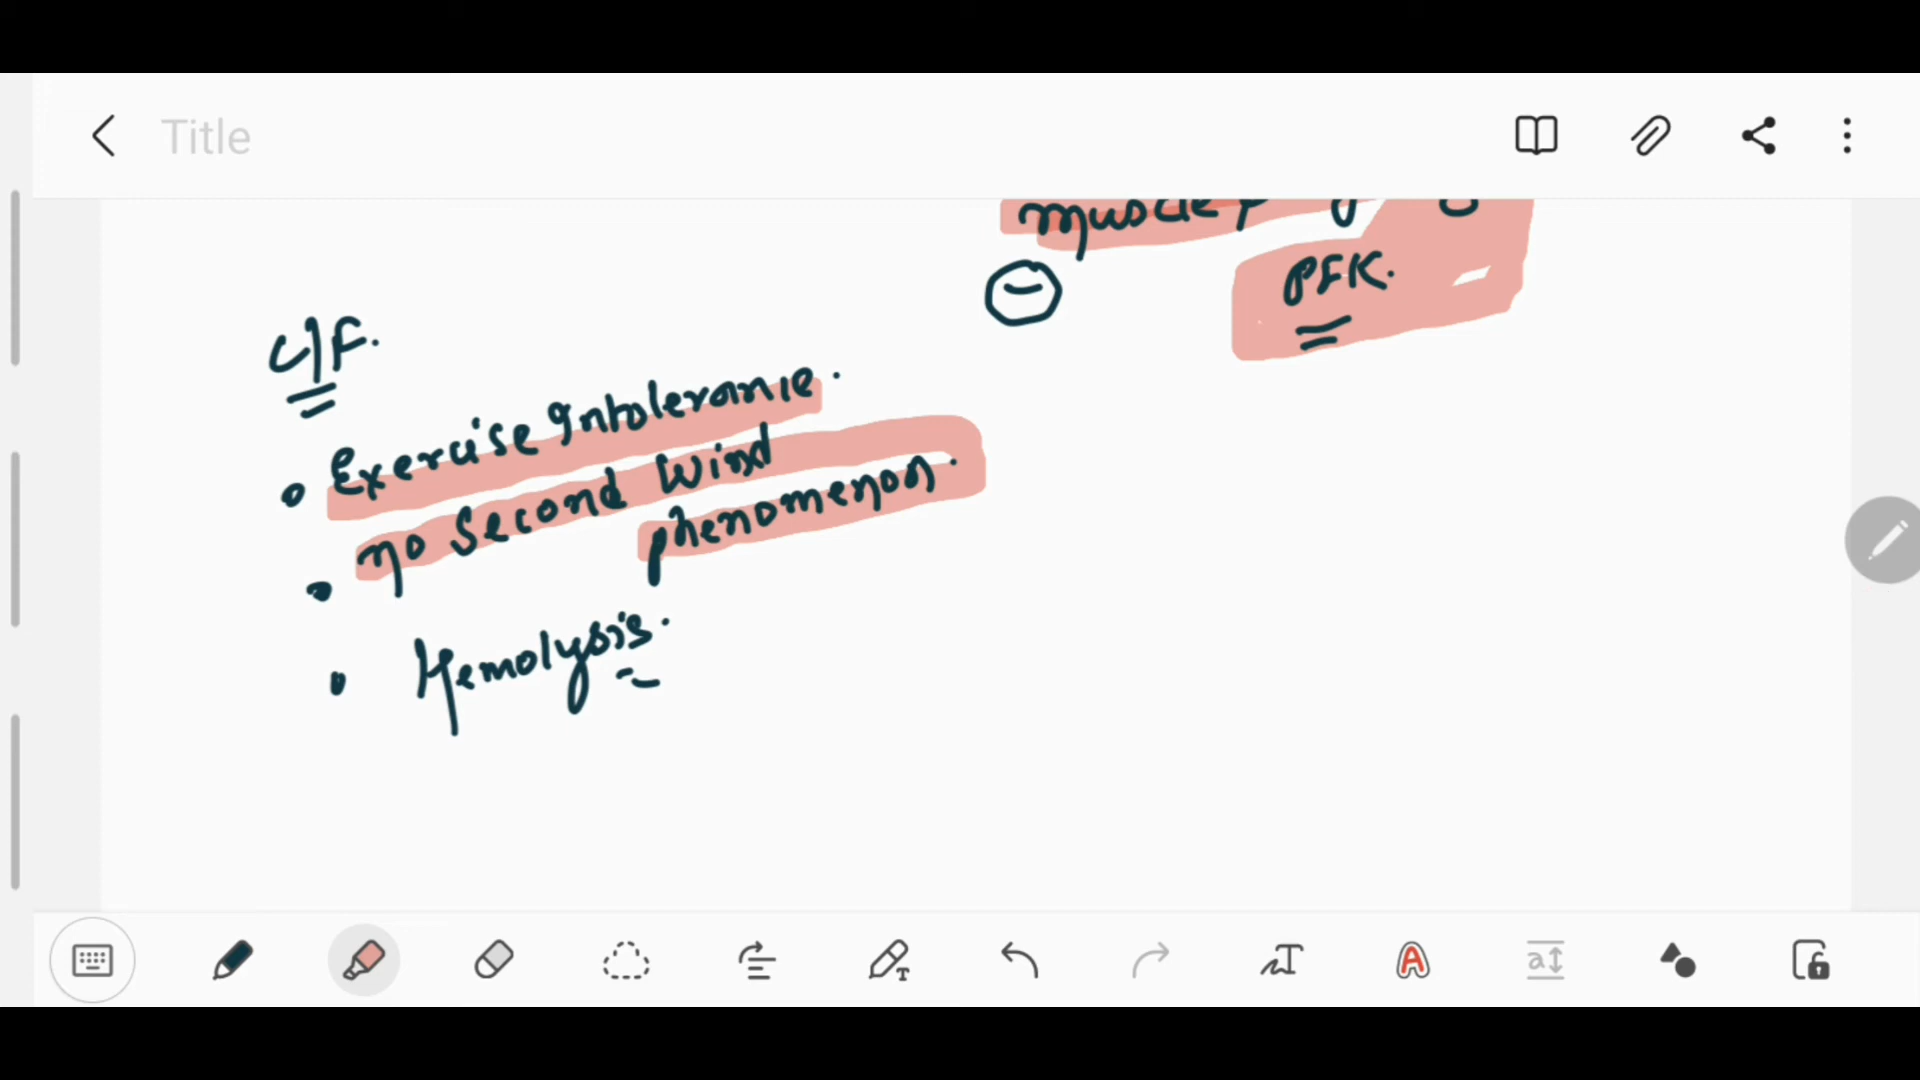 Title
muscle
PFK.
C/F.
Exercise Intolerance.
no Second Wind
phenomenon.
Hemolysis.